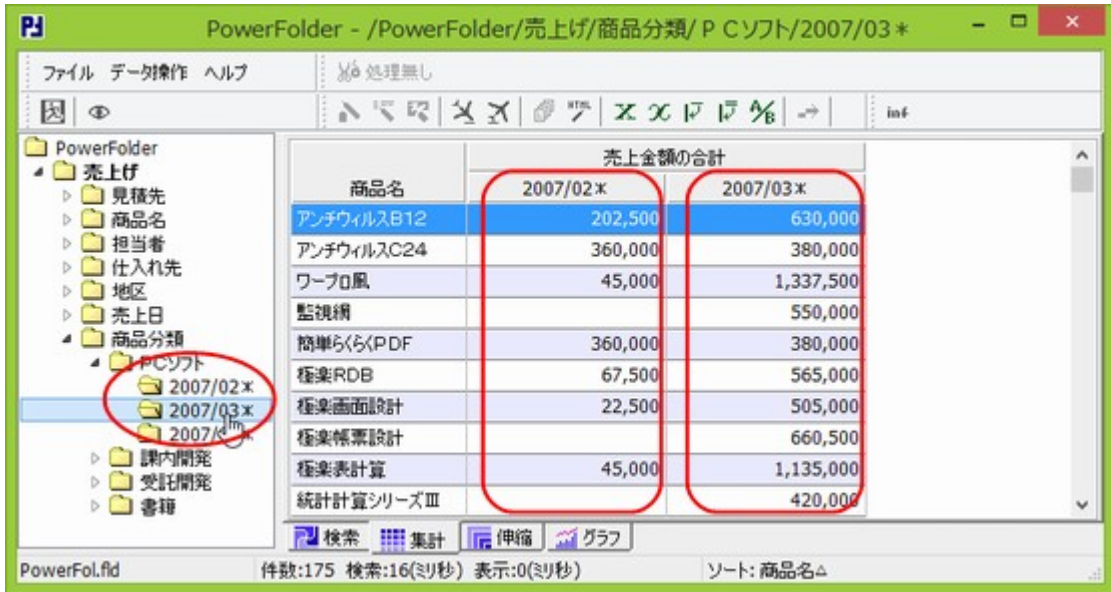 PowerFolder - /PowerFolder/売上げ/商品分類/ＰＣソフト/2007/03＊
ファイル データ操作 ヘルプ
処理無し
HTML
A/B
inf
PowerFolder
売上げ
見積先
商品名
担当者
仕入れ先
地区
売上日
商品分類
PCソフト
2007/02＊
2007/03＊
課内開発
受託開発
書籍
売上金額の合計
商品名 2007/02＊ 2007/03＊
アンチウィルスB12 202,500 630,000
アンチウィルスC24 360,000 380,000
ワープロ風 45,000 1,337,500
監視網 550,000
簡単らくらくPDF 360,000 380,000
極楽RDB 67,500 565,000
極楽画面設計 22,500 505,000
極楽帳票設計 660,500
極楽表計算 45,000 1,135,000
統計計算シリーズⅢ 420,000
検索 集計 伸縮 グラフ
PowerFol.fld 件数:175 検索:16(ミリ秒) 表示:0(ミリ秒) ソート: 商品名△